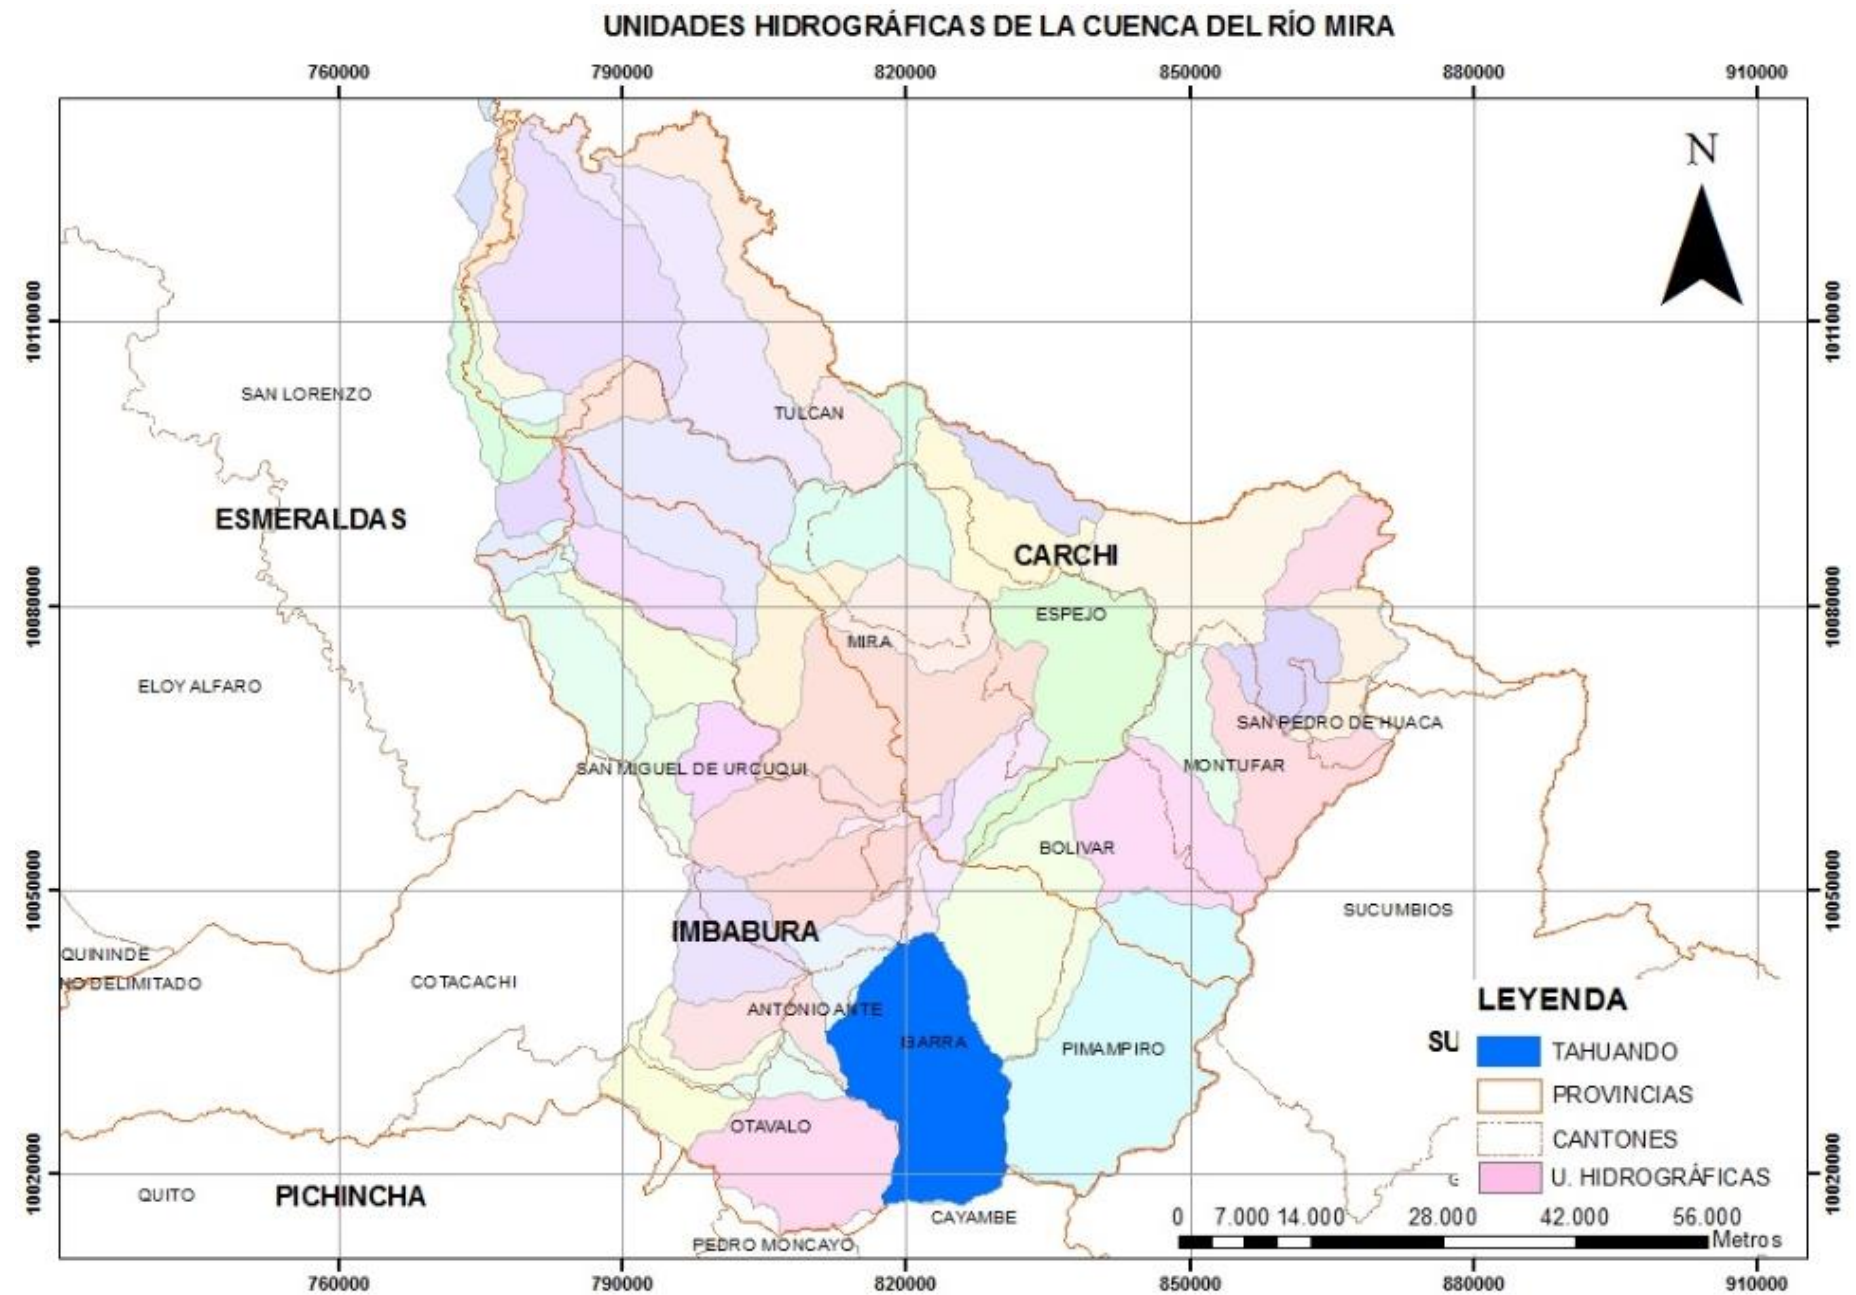 UNIDADES HIDROGRÁFICAS DE LA CUENCA DEL RÍO MIRA
760000 790000 820000 850000 880000 910000
N
10110000 10110000
SAN LORENZO
TULCAN
ESMERALDAS
CARCHI
10080000 10080000
ESPEJO
MIRA
ELOY ALFARO
SAN PEDRO DE HUACA
SAN MIGUEL DE URCUQUI
MONTUFAR
BOLIVAR
10050000 10050000
SUCUMBIOS
IMBABURA
QUININDE
NO DELIMITADO
COTACACHI
ANTONIO ANTE
IBARRA
PIMAMPIRO
SU
LEYENDA
TAHUANDO
PROVINCIAS
CANTONES
U. HIDROGRÁFICAS
OTAVALO
10020000 10020000
QUITO
PICHINCHA
G
CAYAMBE
PEDRO MONCAYO
0 7.000 14.000 28.000 42.000 56.000
Metros
760000 790000 820000 850000 880000 910000